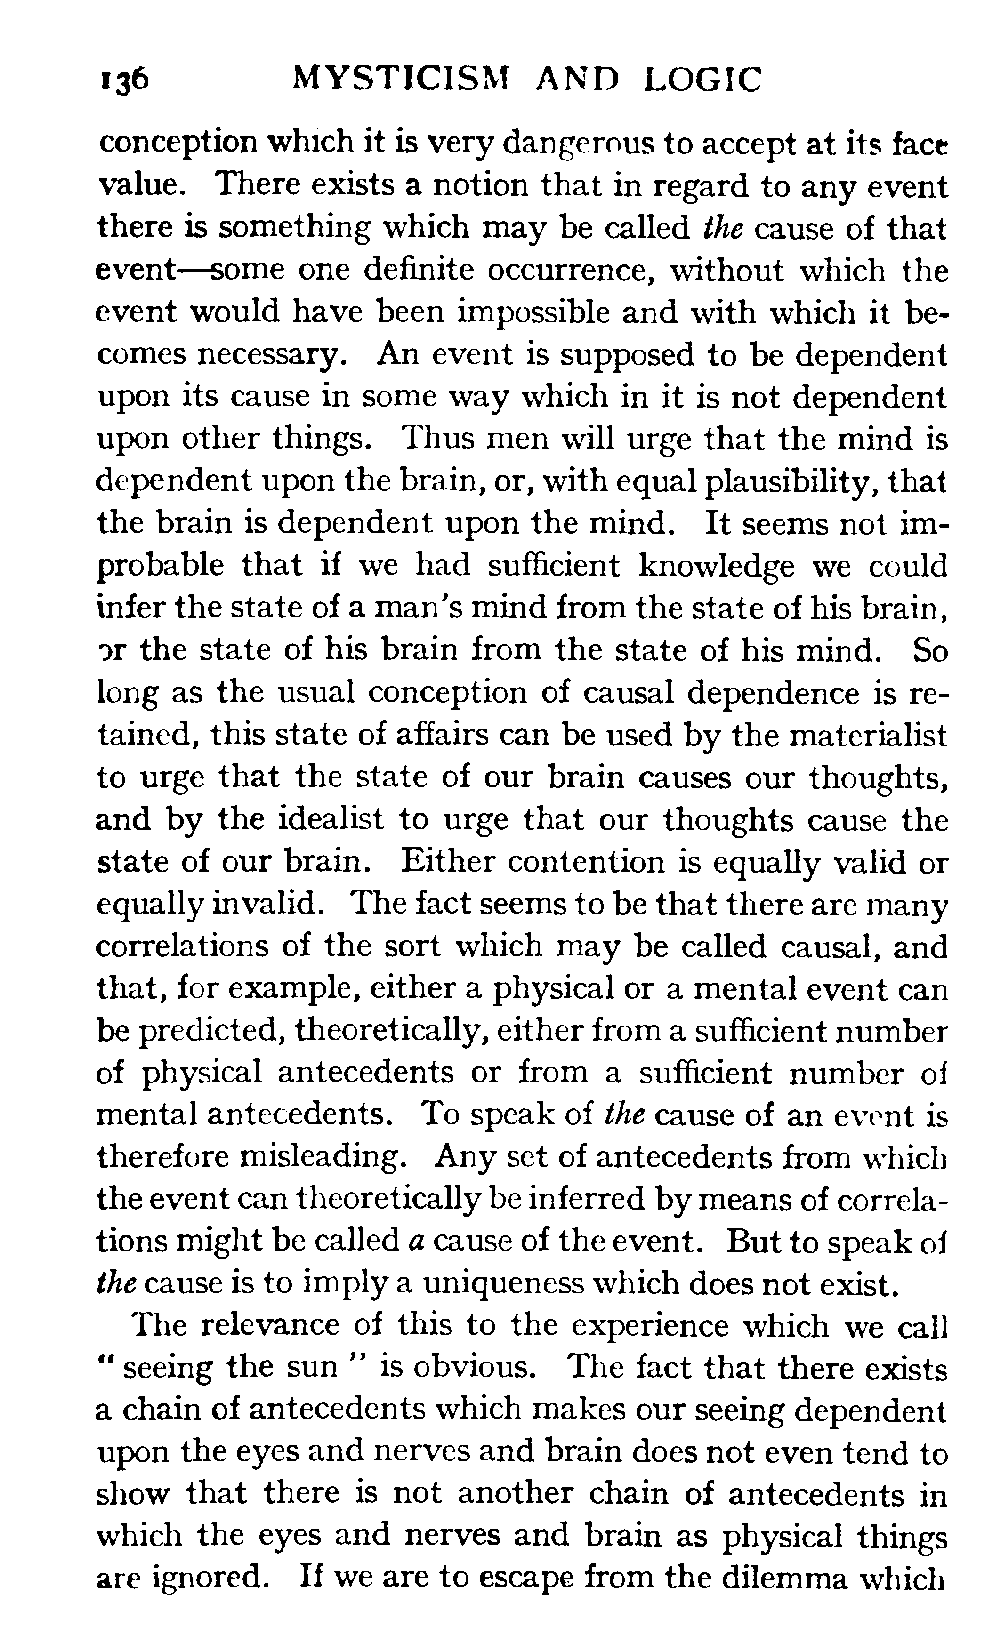 136 MYSTICISM AND LOGIC
conception which it is very dangerous to accept at its face
value. There exists a notion that in regard to any event
there is something which may be called the cause of that
event—some one definite occurrence, without which the
event would have been impossible and with which it be-
comes necessary. An event is supposed to be dependent
upon its cause in some way which in it is not dependent
upon other things. Thus men will urge that the mind is
dependent upon the brain, or, with equal plausibility, that
the brain is dependent upon the mind. It seems not im-
probable that if we had sufficient knowledge we could
infer the state of a man's mind from the state of his brain,
or the state of his brain from the state of his mind. So
long as the usual conception of causal dependence is re-
tained, this state of affairs can be used by the materialist
to urge that the state of our brain causes our thoughts,
and by the idealist to urge that our thoughts cause the
state of our brain. Either contention is equally valid or
equally invalid. The fact seems to be that there are many
correlations of the sort which may be called causal, and
that, for example, either a physical or a mental event can
be predicted, theoretically, either from a sufficient number
of physical antecedents or from a sufficient number of
mental antecedents. To speak of the cause of an event is
therefore misleading. Any set of antecedents from which
the event can theoretically be inferred by means of correla-
tions might be called a cause of the event. But to speak of
the cause is to imply a uniqueness which does not exist.
The relevance of this to the experience which we call
" seeing the sun " is obvious. The fact that there exists
a chain of antecedents which makes our seeing dependent
upon the eyes and nerves and brain does not even tend to
show that there is not another chain of antecedents in
which the eyes and nerves and brain as physical things
are ignored. If we are to escape from the dilemma which